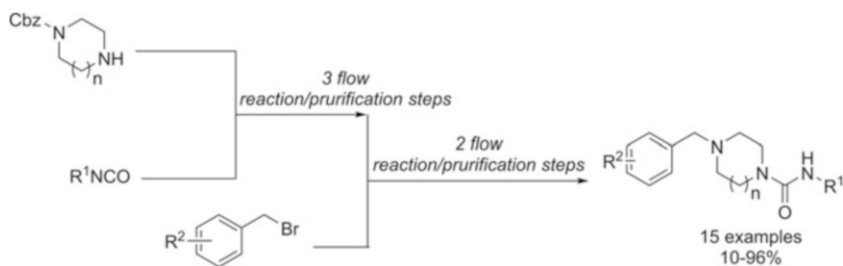 Cbz
N
NH
( )n
3 flow
reaction/prurification steps
R¹NCO
2 flow
reaction/prurification steps
R²
Br
R²
N
( )n
N
H
N
R¹
O
15 examples
10-96%